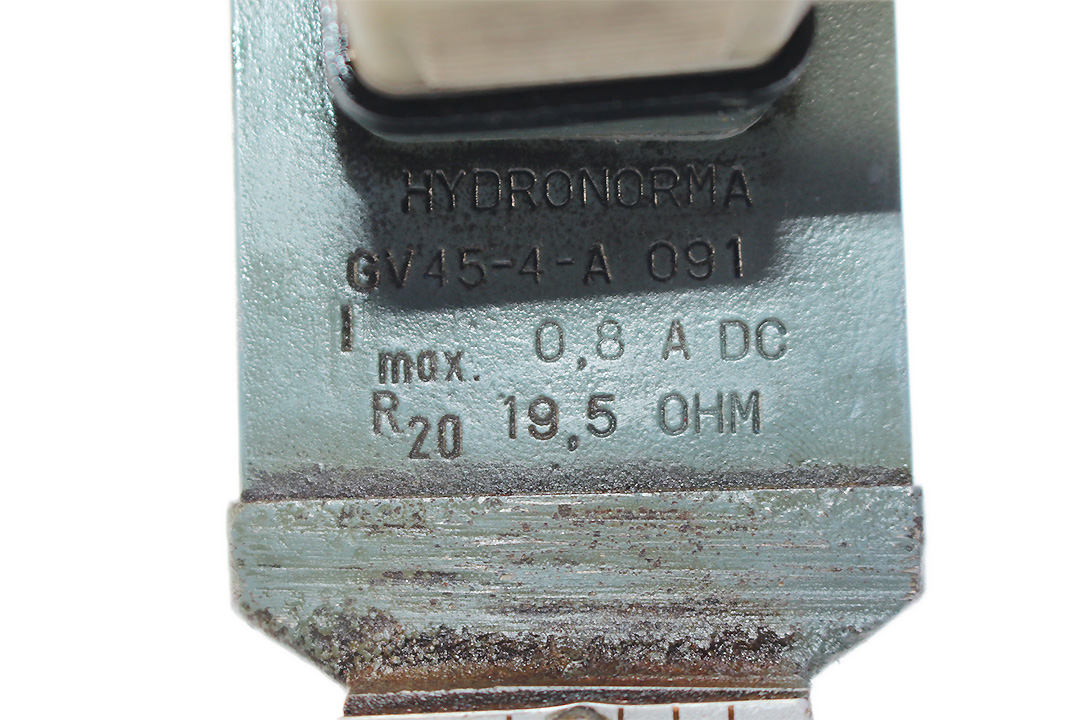 HYDRONORMA
GV45-4-A 091
I max. 0,8 A DC
R20 19,5 OHM